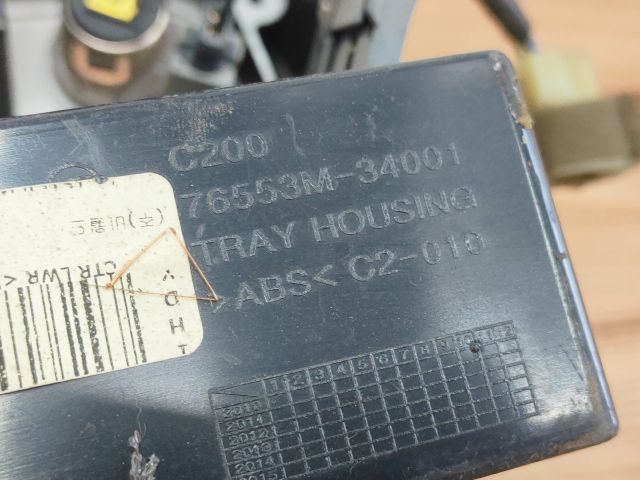 C200
76553M-34001
TRAY HOUSING
>ABS< C2-010
CTR LWR <
1 2 3 4 5 6 7 8 9 10 11 12
2011
2012
2013
2014
2015